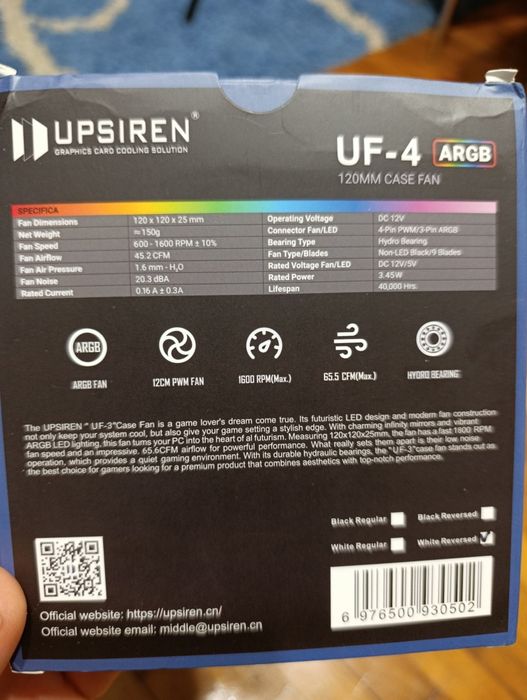 UPSIREN®
GRAPHICS CARD COOLING SOLUTION
UF-4 ARGB
120MM CASE FAN
SPECIFICA
Fan Dimensions 120 x 120 x 25 mm Operating Voltage DC 12V
Net Weight ≈150g Connector Fan/LED 4-Pin PWM/3-Pin ARGB
Fan Speed 600 - 1600 RPM ± 10% Bearing Type Hydro Bearing
Fan Airflow 45.2 CFM Fan Type/Blades Non-LED Black/9 Blades
Fan Air Pressure 1.6 mm - H₂O Rated Voltage Fan/LED DC 12V/5V
Fan Noise 20.3 dBA Rated Power 3.45W
Rated Current 0.16 A ± 0.3A Lifespan 40,000 Hrs.
ARGB
ARGB FAN 12CM PWM FAN 1600 RPM(Max.) 65.5 CFM(Max.) HYDRO BEARING
The UPSIREN " UF-3"Case Fan is a game lover's dream come true. Its futuristic LED design and modern fan construction
not only keep your system cool, but also give your game setting a stylish edge. With charming infinity mirrors and vibrant
ARGB LED lighting, this fan turns your PC into the heart of al futurism. Measuring 120x120x25mm, the fan has a fast 1800 RPM
fan speed and an impressive. 65.6CFM airflow for powerful performance. What really sets them apart is their low noise
operation, which provides a quiet gaming environment. With its durable hydraulic bearings, the "UF-3"case fan stands out as
the best choice for gamers looking for a premium product that combines aesthetics with top-notch performance.
Black Regular Black Reversed
White Regular White Reversed
Official website: https://upsiren.cn/
Official website email: middle@upsiren.cn
6 976500 930502